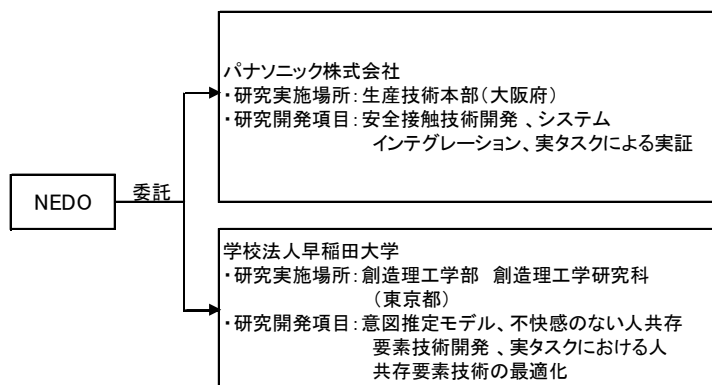 パナソニック株式会社
・研究実施場所：生産技術本部（大阪府）
・研究開発項目：安全接触技術開発 、システム
インテグレーション、実タスクによる実証
NEDO
委託
学校法人早稲田大学
・研究実施場所：創造理工学部　創造理工学研究科
（東京都）
・研究開発項目：意図推定モデル、不快感のない人共存
要素技術開発 、実タスクにおける人
共存要素技術の最適化